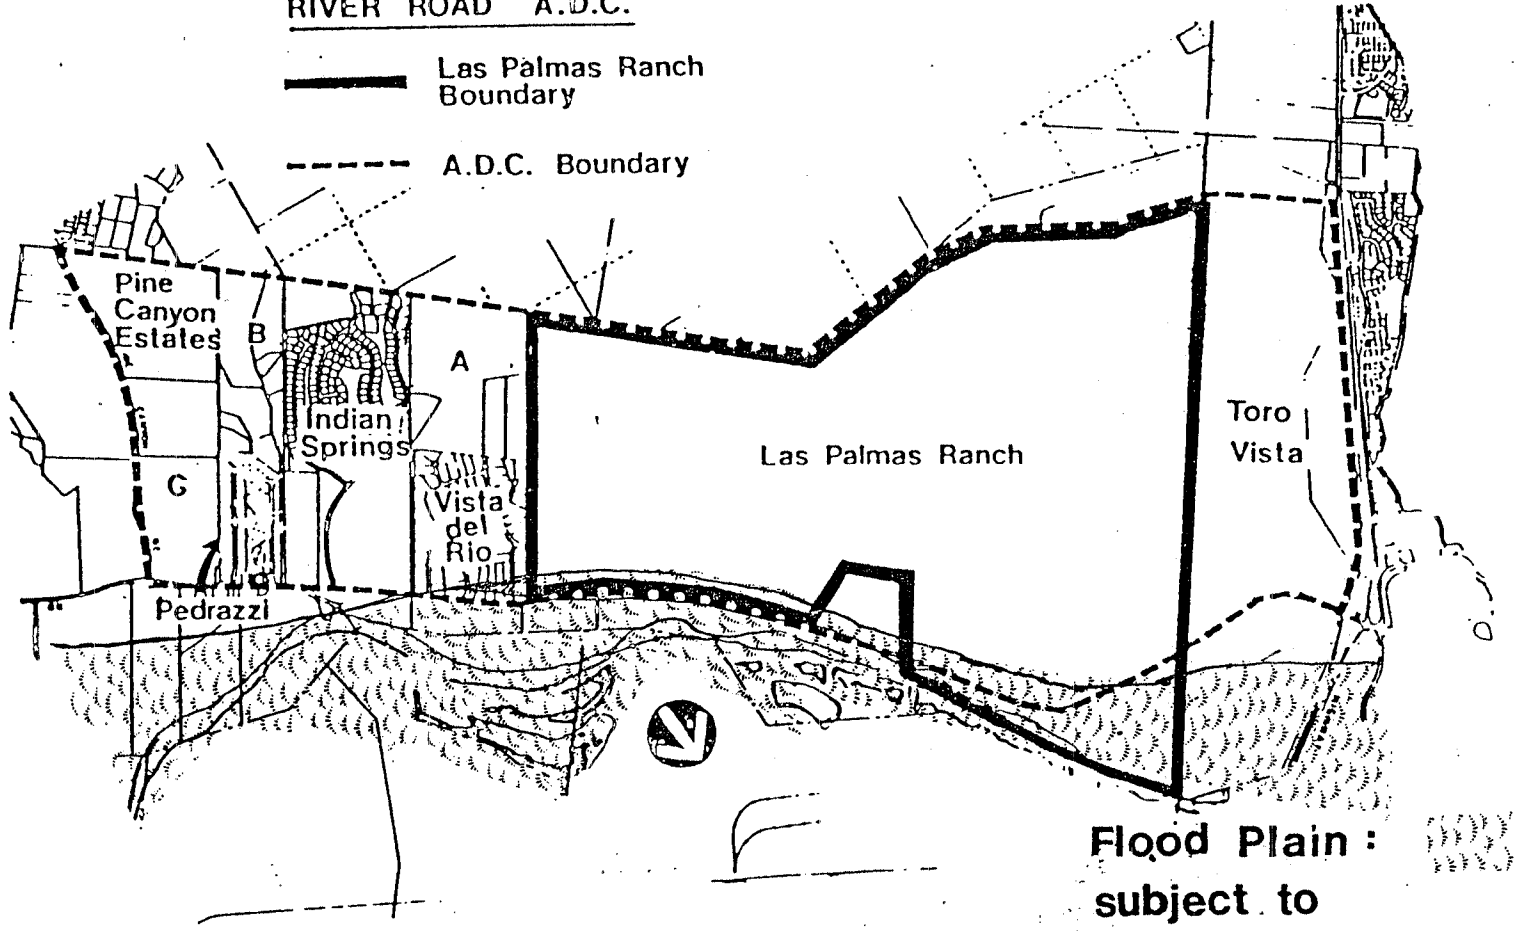 RIVER ROAD A.D.C.
Las Palmas Ranch
Boundary
A.D.C. Boundary
Pine
Canyon
Estates
B
A
Indian
Springs
G
Vista
del
Rio
Pedrazzi
Las Palmas Ranch
Toro
Vista
Flood Plain :
subject to